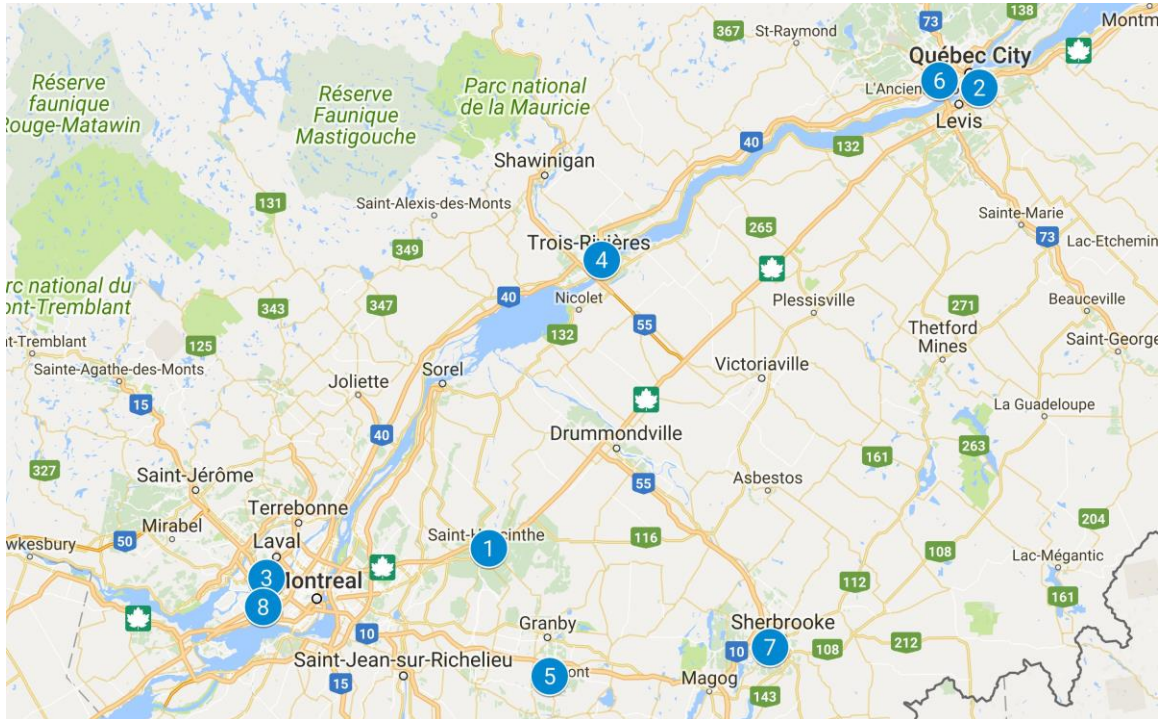 138
73
367
St-Raymond
Montm
Québec City
Réserve
faunique
Rouge-Matawin
Réserve
Faunique
Mastigouche
Parc national
de la Mauricie
L'Ancien
6
2
Levis
40
132
Shawinigan
131
Saint-Alexis-des-Monts
Sainte-Marie
349
Trois-Rivières
265
73
Lac-Etchemin
4
rc national du
ont-Tremblant
40
Nicolet
Plessisville
271
Beauceville
343
347
132
55
nt-Tremblant
125
Thetford
Mines
Saint-George
Sainte-Agathe-des-Monts
Joliette
Sorel
Victoriaville
15
La Guadeloupe
40
Drummondville
263
327
Saint-Jérôme
161
55
Asbestos
Terrebonne
Mirabel
204
50
Laval
Saint-H cinthe
1
116
wkesbury
108
Lac-Mégantic
3
Montreal
112
161
8
Granby
Sherbrooke
10
212
7
10
108
Saint-Jean-sur-Richelieu
5
ont
Magog
15
143